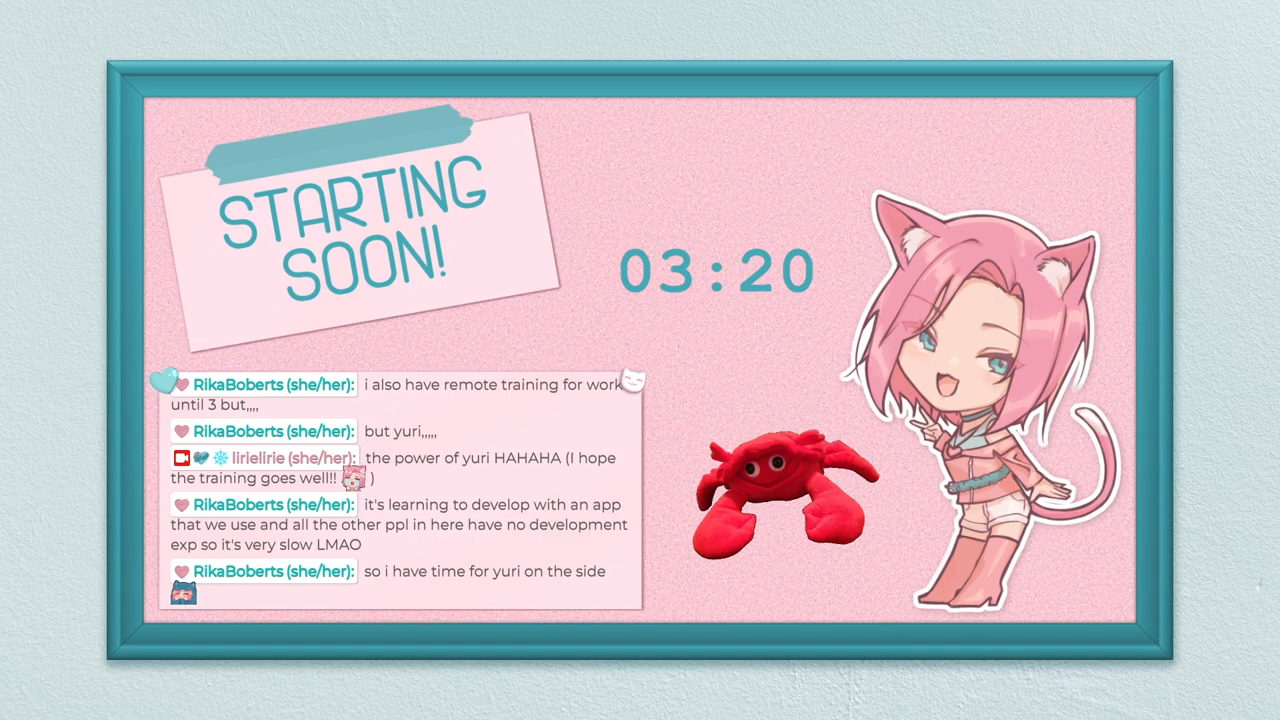 STARTING
SOON!
03:20
RikaBoberts (she/her): i also have remote training for work
until 3 but,,,,
RikaBoberts (she/her): but yuri,,,,,
lirielirie (she/her): the power of yuri HAHAHA (I hope
the training goes well!! )
RikaBoberts (she/her): it's learning to develop with an app
that we use and all the other ppl in here have no development
exp so it's very slow LMAO
RikaBoberts (she/her): so i have time for yuri on the side